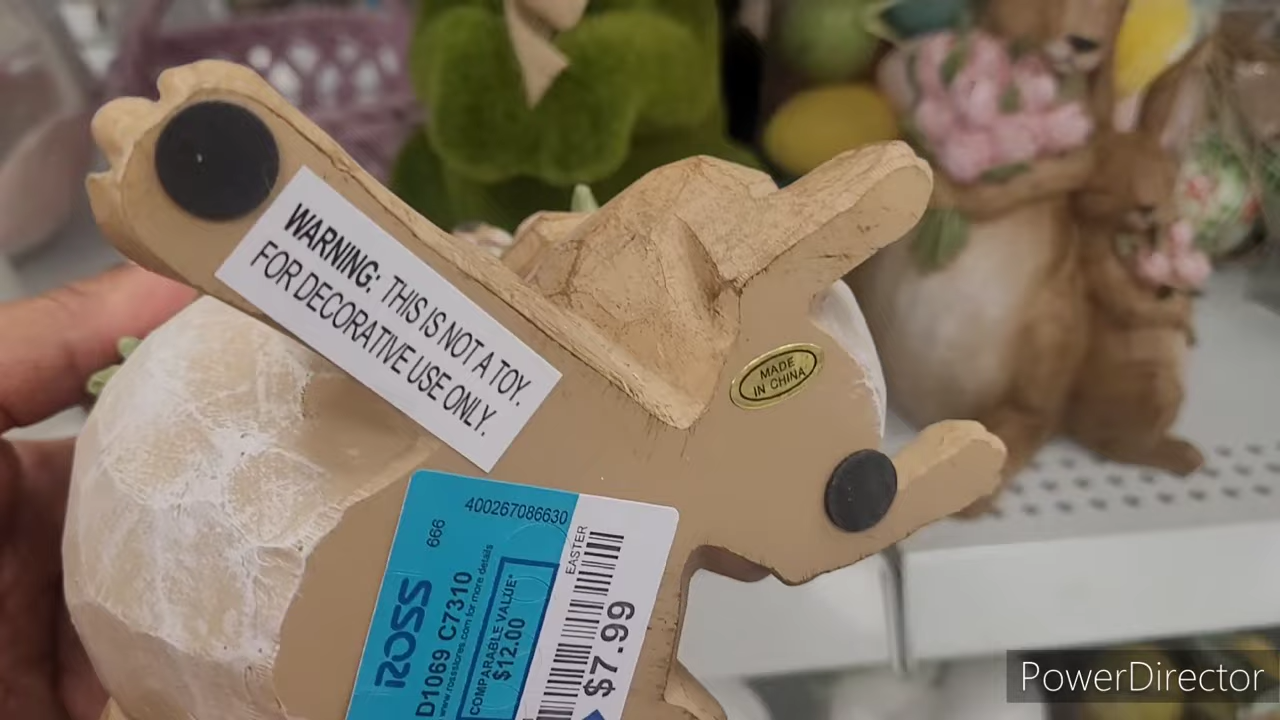 WARNING: THIS IS NOT A TOY.
FOR DECORATIVE USE ONLY.
MADE
IN CHINA
400267086630
666
ROSS
D1069 C7310
www.rossstores.com for more details
COMPARABLE VALUE*
$12.00
EASTER
$7.99
PowerDirector